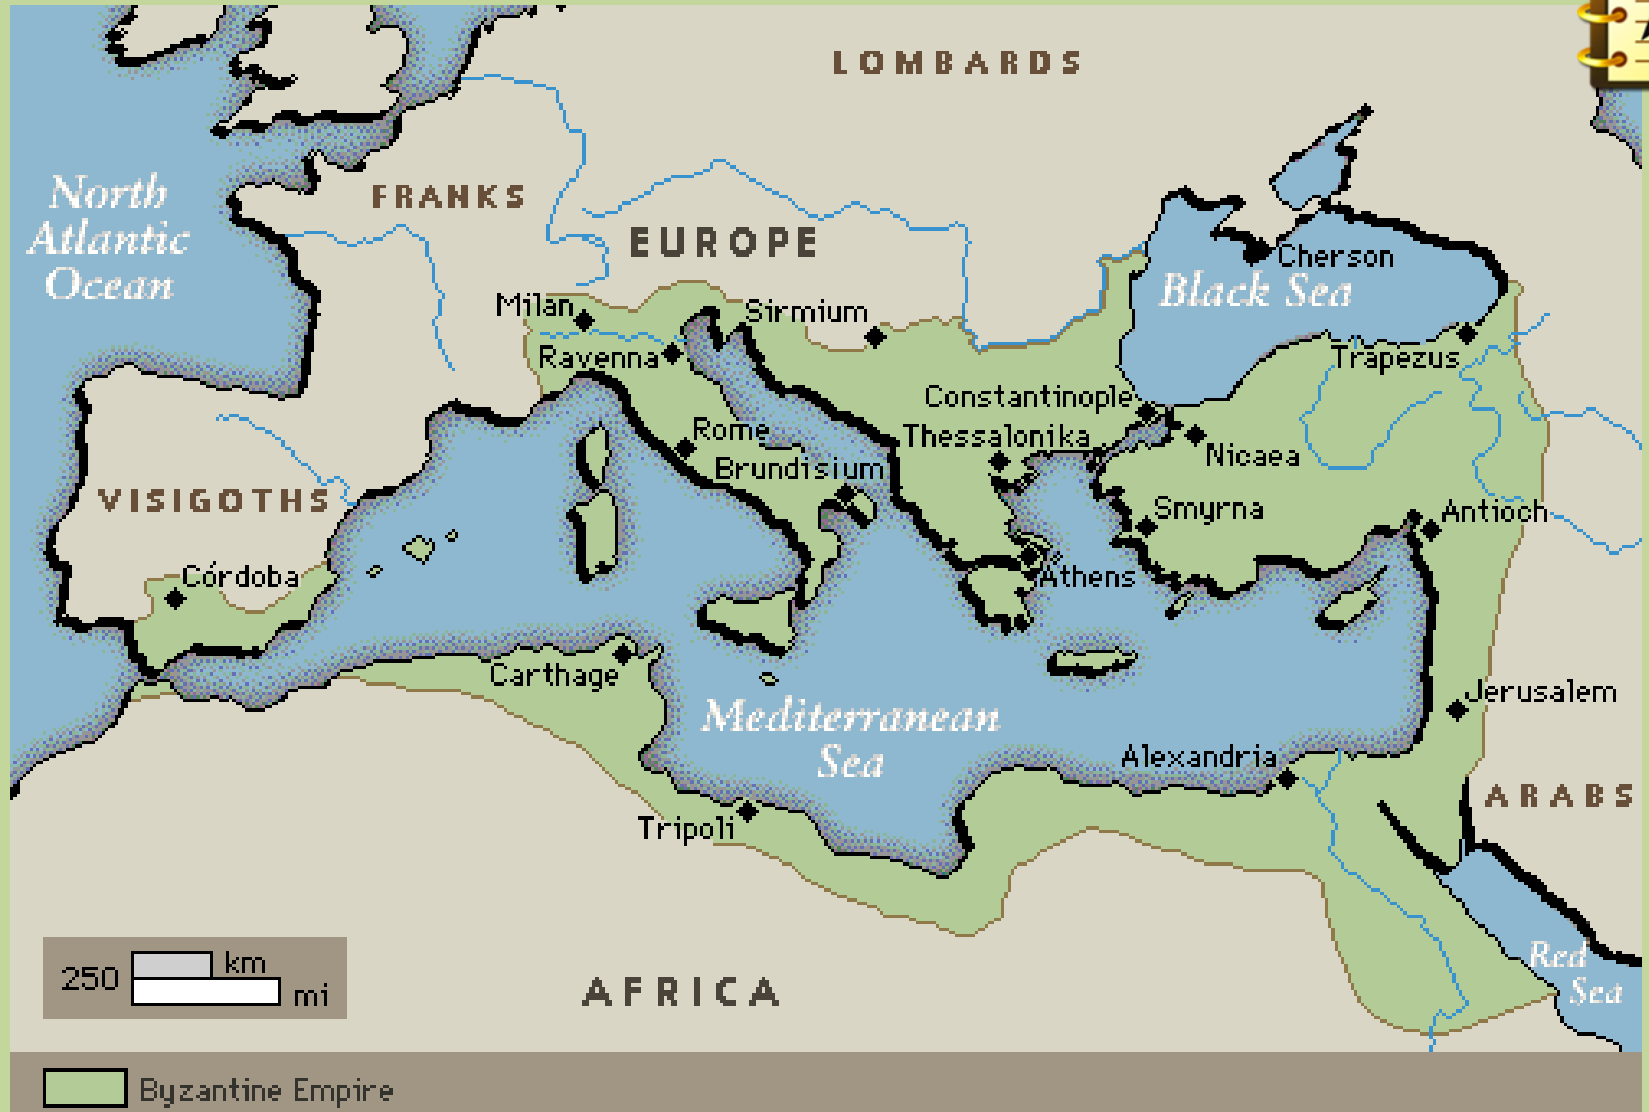 LOMBARDS
North
Atlantic
Ocean
FRANKS
EUROPE
Cherson
Black Sea
Milan
Sirmium
Ravenna
Trapezus
Constantinople
Rome
Thessalonika
Nicaea
Brundisium
VISIGOTHS
Smyrna
Antioch
Córdoba
Athens
Carthage
Jerusalem
Mediterranean
Sea
Alexandria
ARABS
Tripoli
Red
Sea
250 km
mi
AFRICA
Byzantine Empire